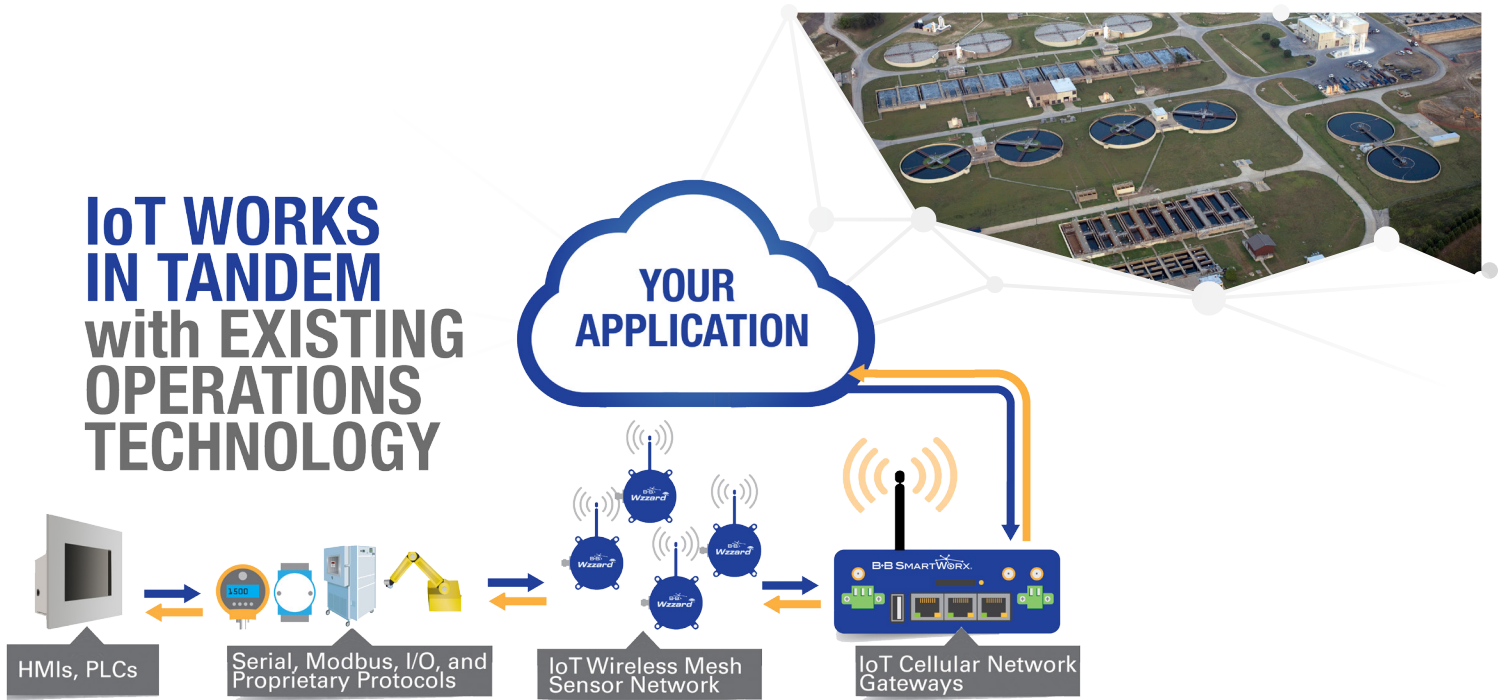 IoT WORKS
IN TANDEM
with EXISTING
OPERATIONS
TECHNOLOGY
YOUR
APPLICATION
B+B
Wzzard
B+B
Wzzard
B+B
Wzzard
B+B
Wzzard
B+B SMARTWORX
1500
HMIs, PLCs
Serial, Modbus, I/O, and
Proprietary Protocols
IoT Wireless Mesh
Sensor Network
IoT Cellular Network
Gateways